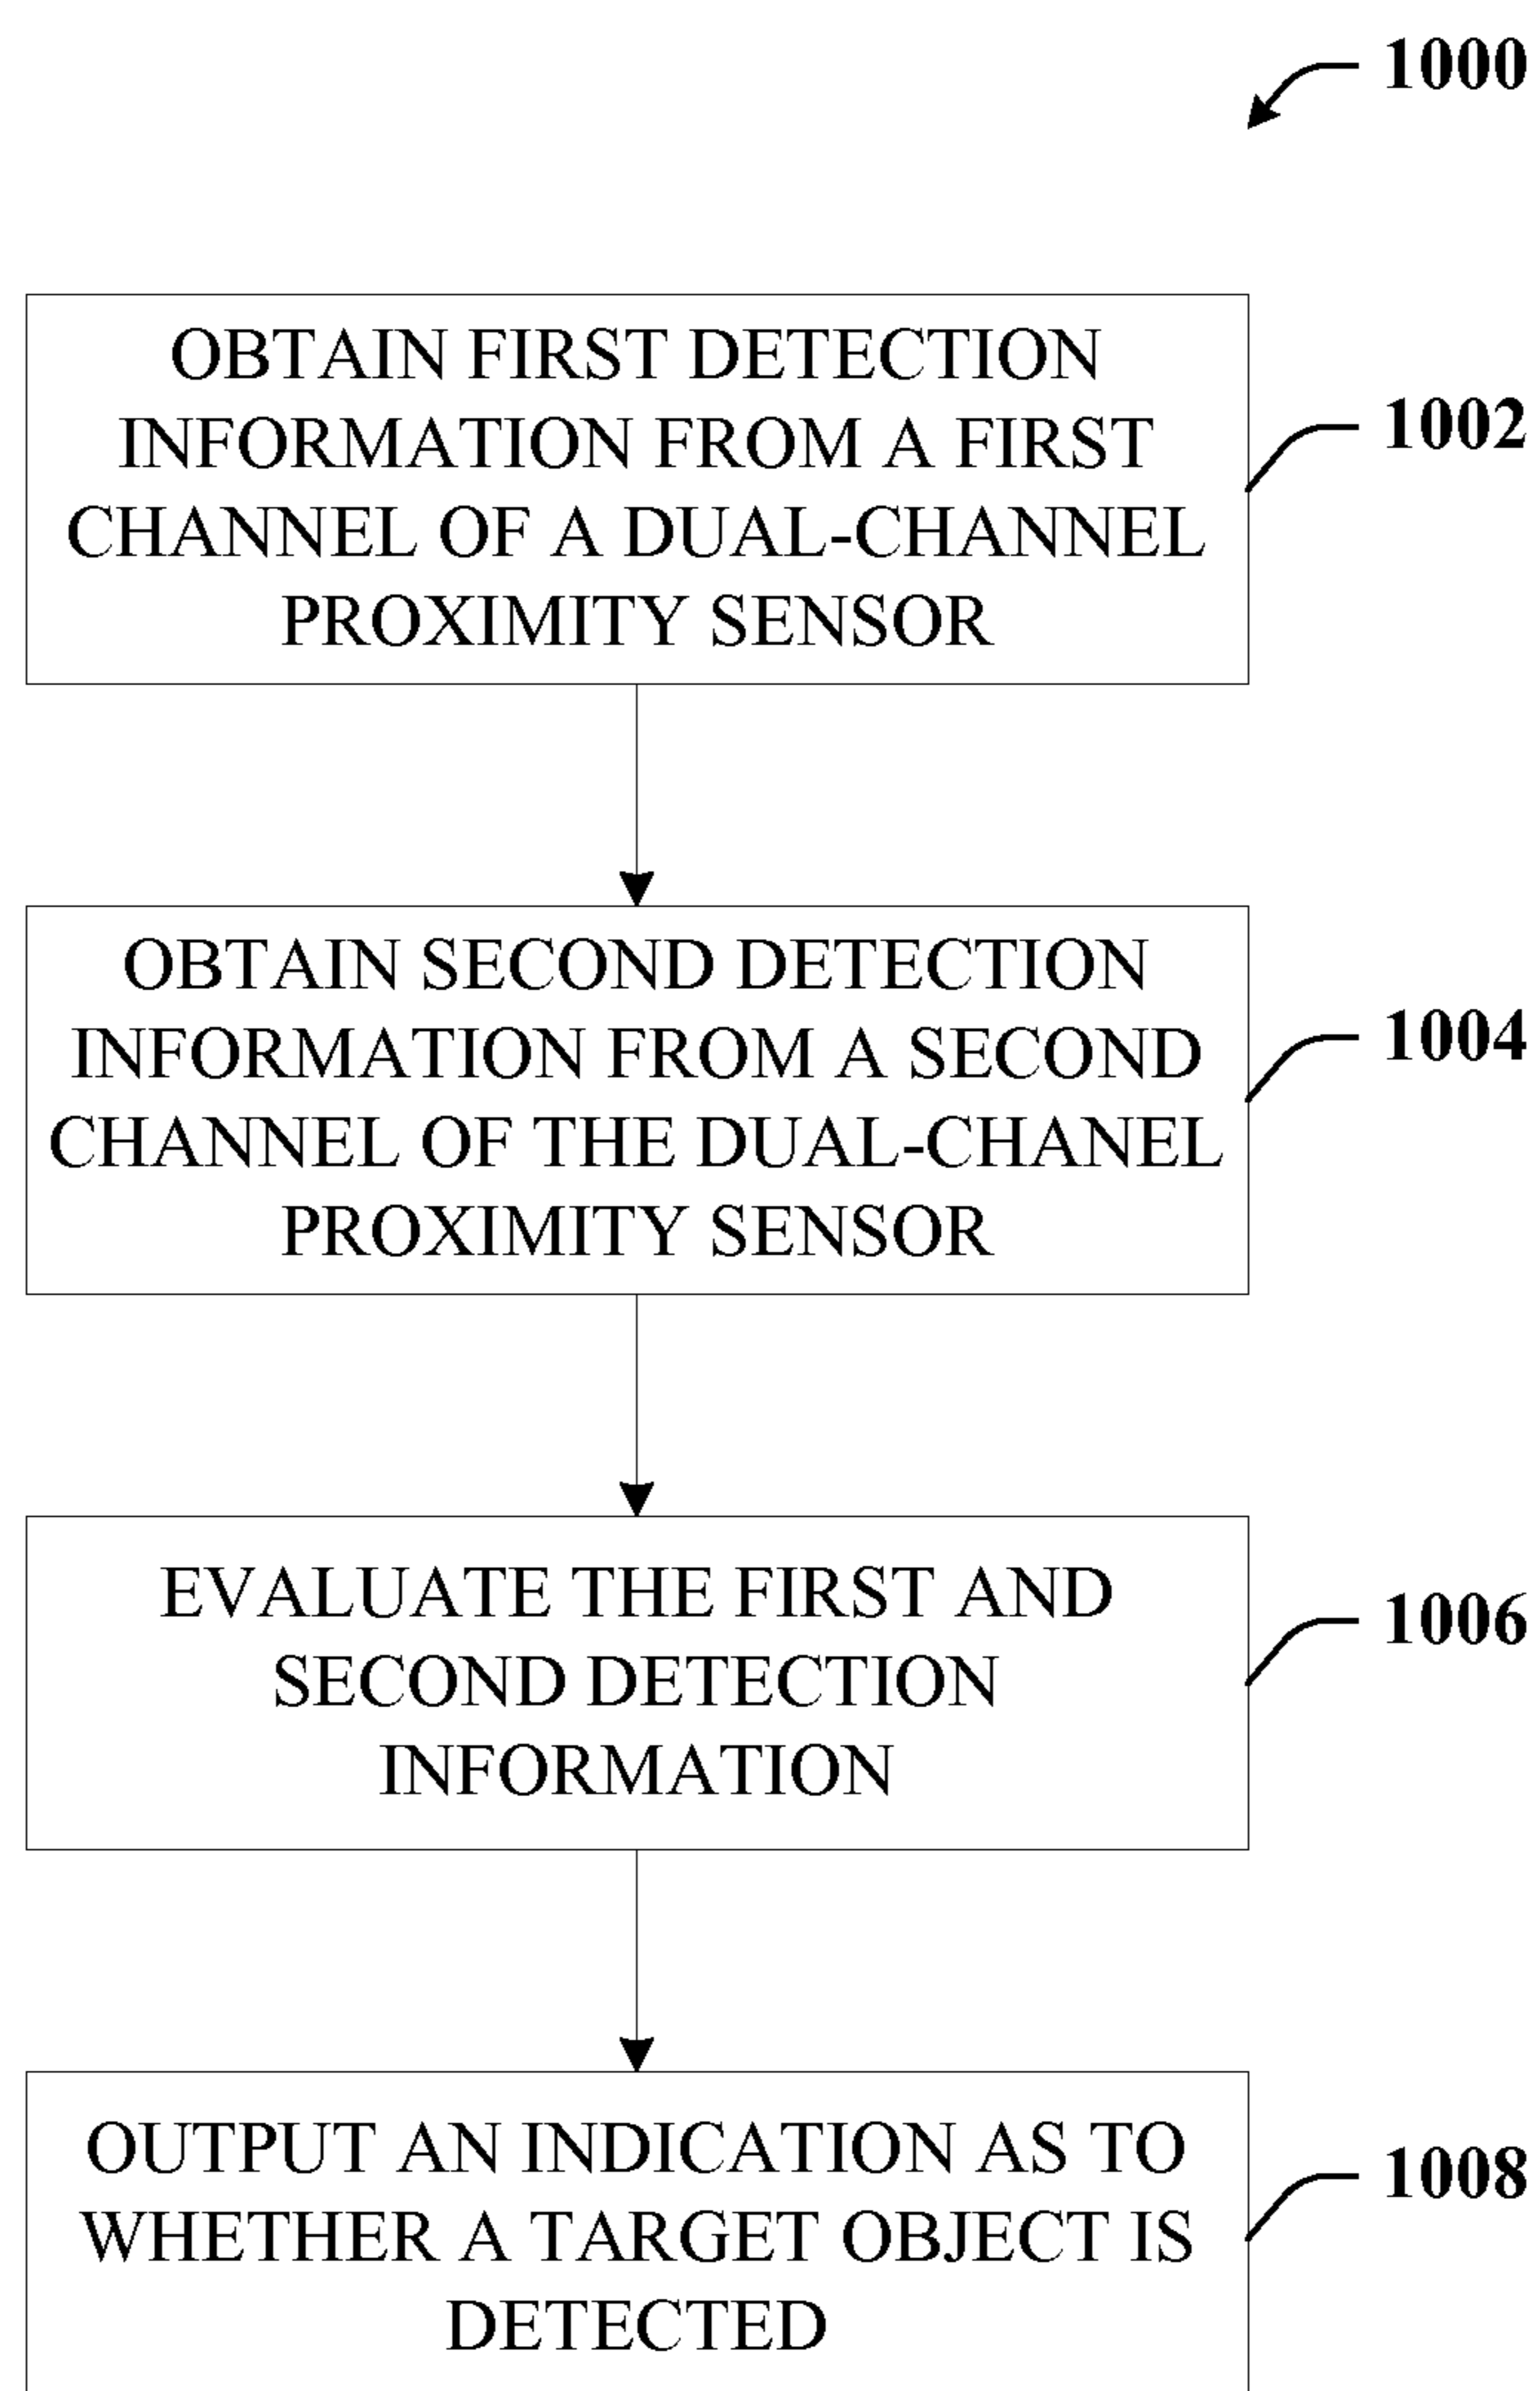 1000
OBTAIN FIRST DETECTION
INFORMATION FROM A FIRST
CHANNEL OF A DUAL-CHANNEL
PROXIMITY SENSOR
1002
OBTAIN SECOND DETECTION
INFORMATION FROM A SECOND
CHANNEL OF THE DUAL-CHANEL
PROXIMITY SENSOR
1004
EVALUATE THE FIRST AND
SECOND DETECTION
INFORMATION
1006
OUTPUT AN INDICATION AS TO
WHETHER A TARGET OBJECT IS
DETECTED
1008